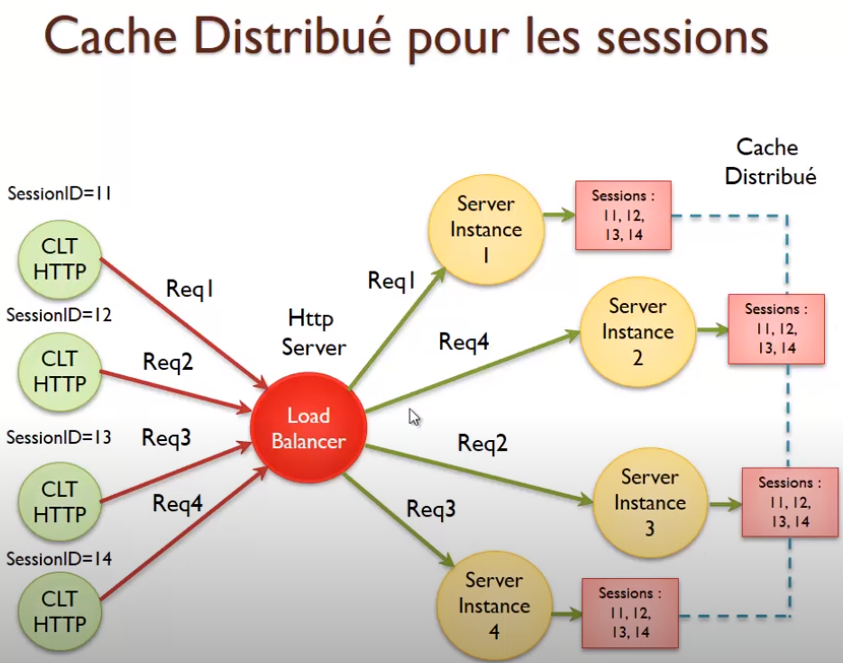 Cache Distribué pour les sessions
Cache
Distribué
SessionID=11
CLT
HTTP
Req1
SessionID=12
CLT
HTTP
Req2
SessionID=13
CLT
HTTP
Req3
SessionID=14
CLT
HTTP
Req4
Http
Server
Load
Balancer
Req1
Server
Instance
1
Sessions :
11, 12,
13, 14
Req4
Server
Instance
2
Sessions :
11, 12,
13, 14
Req2
Server
Instance
3
Sessions :
11, 12,
13, 14
Req3
Server
Instance
4
Sessions :
11, 12,
13, 14